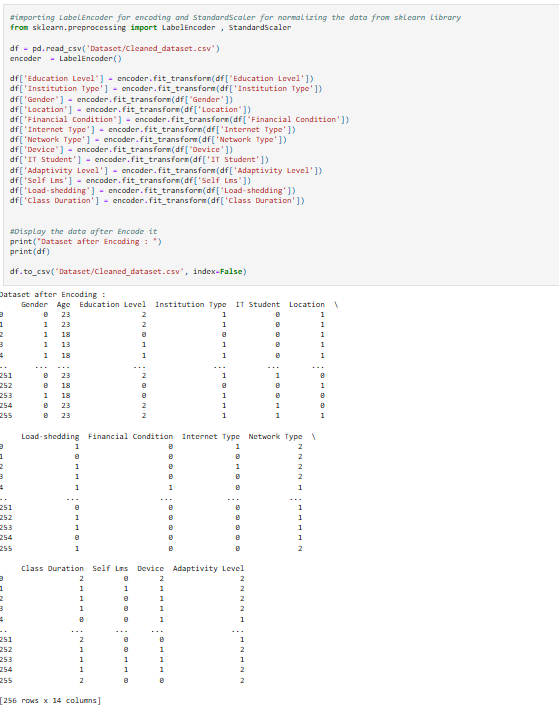 #importing LabelEncoder for encoding and StandardScaler for normalizing the data from sklearn library
from sklearn.preprocessing import LabelEncoder , StandardScaler
df = pd.read_csv('Dataset/Cleaned_dataset.csv')
encoder = LabelEncoder()
df['Education Level'] = encoder.fit_transform(df['Education Level'])
df['Institution Type'] = encoder.fit_transform(df['Institution Type'])
df['Gender'] = encoder.fit_transform(df['Gender'])
df['Location'] = encoder.fit_transform(df['Location'])
df['Financial Condition'] = encoder.fit_transform(df['Financial Condition'])
df['Internet Type'] = encoder.fit_transform(df['Internet Type'])
df['Network Type'] = encoder.fit_transform(df['Network Type'])
df['Device'] = encoder.fit_transform(df['Device'])
df['IT Student'] = encoder.fit_transform(df['IT Student'])
df['Adaptivity Level'] = encoder.fit_transform(df['Adaptivity Level'])
df['Self Lms'] = encoder.fit_transform(df['Self Lms'])
df['Load-shedding'] = encoder.fit_transform(df['Load-shedding'])
df['Class Duration'] = encoder.fit_transform(df['Class Duration'])
#Display the data after Encode it
print("Dataset after Encoding : ")
print(df)
df.to_csv('Dataset/Cleaned_dataset.csv', index=False)
Dataset after Encoding :
Gender Age Education Level Institution Type IT Student Location \
0 0 23 2 1 0 1
1 1 23 2 1 0 1
2 1 18 0 0 0 1
3 1 13 1 1 0 1
4 1 18 1 1 0 1
.. ... ... ... ... ... ...
251 0 23 2 1 1 0
252 0 18 0 0 0 1
253 1 18 0 1 0 0
254 0 23 2 1 1 0
255 0 23 2 1 1 1
Load-shedding Financial Condition Internet Type Network Type \
0 1 0 1 2
1 0 0 0 2
2 1 0 1 2
3 1 0 0 2
4 1 1 0 1
.. ... ... ... ...
251 0 0 0 1
252 1 0 0 1
253 1 0 0 1
254 0 0 0 1
255 1 0 0 2
Class Duration Self Lms Device Adaptivity Level
0 2 0 2 2
1 1 1 1 2
2 1 0 1 2
3 1 0 1 2
4 0 0 1 1
.. ... ... ... ...
251 2 0 0 1
252 1 0 1 2
253 1 1 1 1
254 1 1 1 2
255 2 0 0 2
[256 rows x 14 columns]